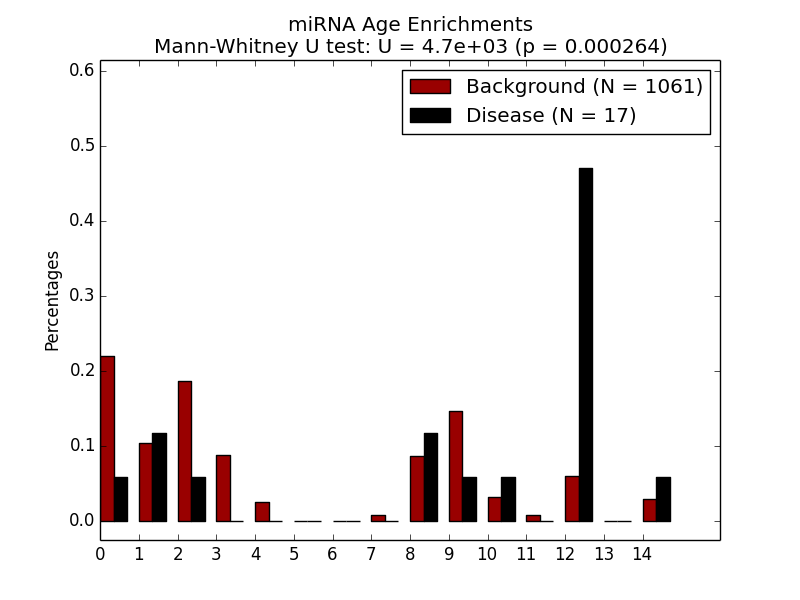 miRNA Age Enrichments
Mann-Whitney U test: U = 4.7e+03 (p = 0.000264)
Background (N = 1061)
Disease (N = 17)
Percentages
0.6
0.5
0.4
0.3
0.2
0.1
0.0
0 1 2 3 4 5 6 7 8 9 10 11 12 13 14